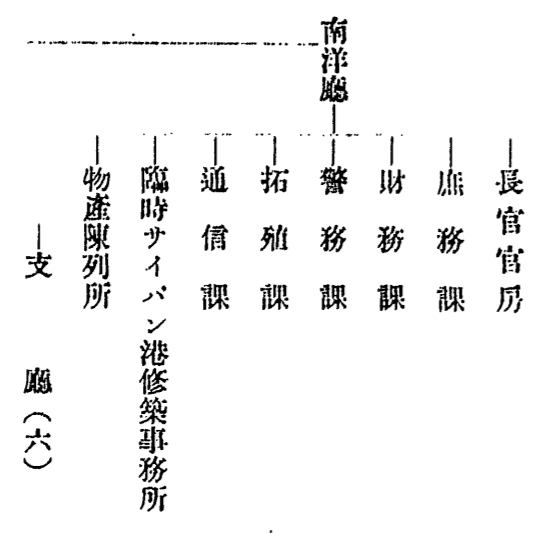 南洋廳
長官官房
庶務課
財務課
警務課
拓殖課
通信課
臨時サイパン港修築事務所
物產陳列所
支廳(六)